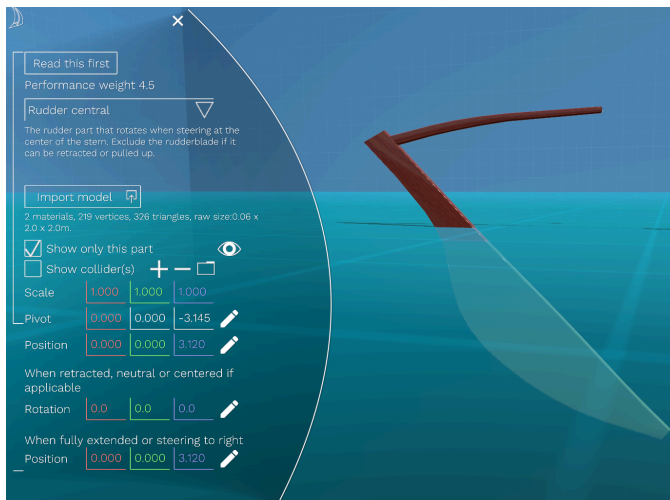 Read this first
Performance weight 4.5
Rudder central
The rudder part that rotates when steering at the
center of the stern. Exclude the rudderblade if it
can be retracted or pulled up.
Import model
2 materials, 219 vertices, 326 triangles, raw size:0.06 x
2.0 x 2.0m.
Show only this part
Show collider(s)
Scale 1.000 1.000 1.000
Pivot 0.000 0.000 -3.145
Position 0.000 0.000 3.120
When retracted, neutral or centered if
applicable
Rotation 0.0 0.0 0.0
When fully extended or steering to right
Position 0.000 0.000 3.120